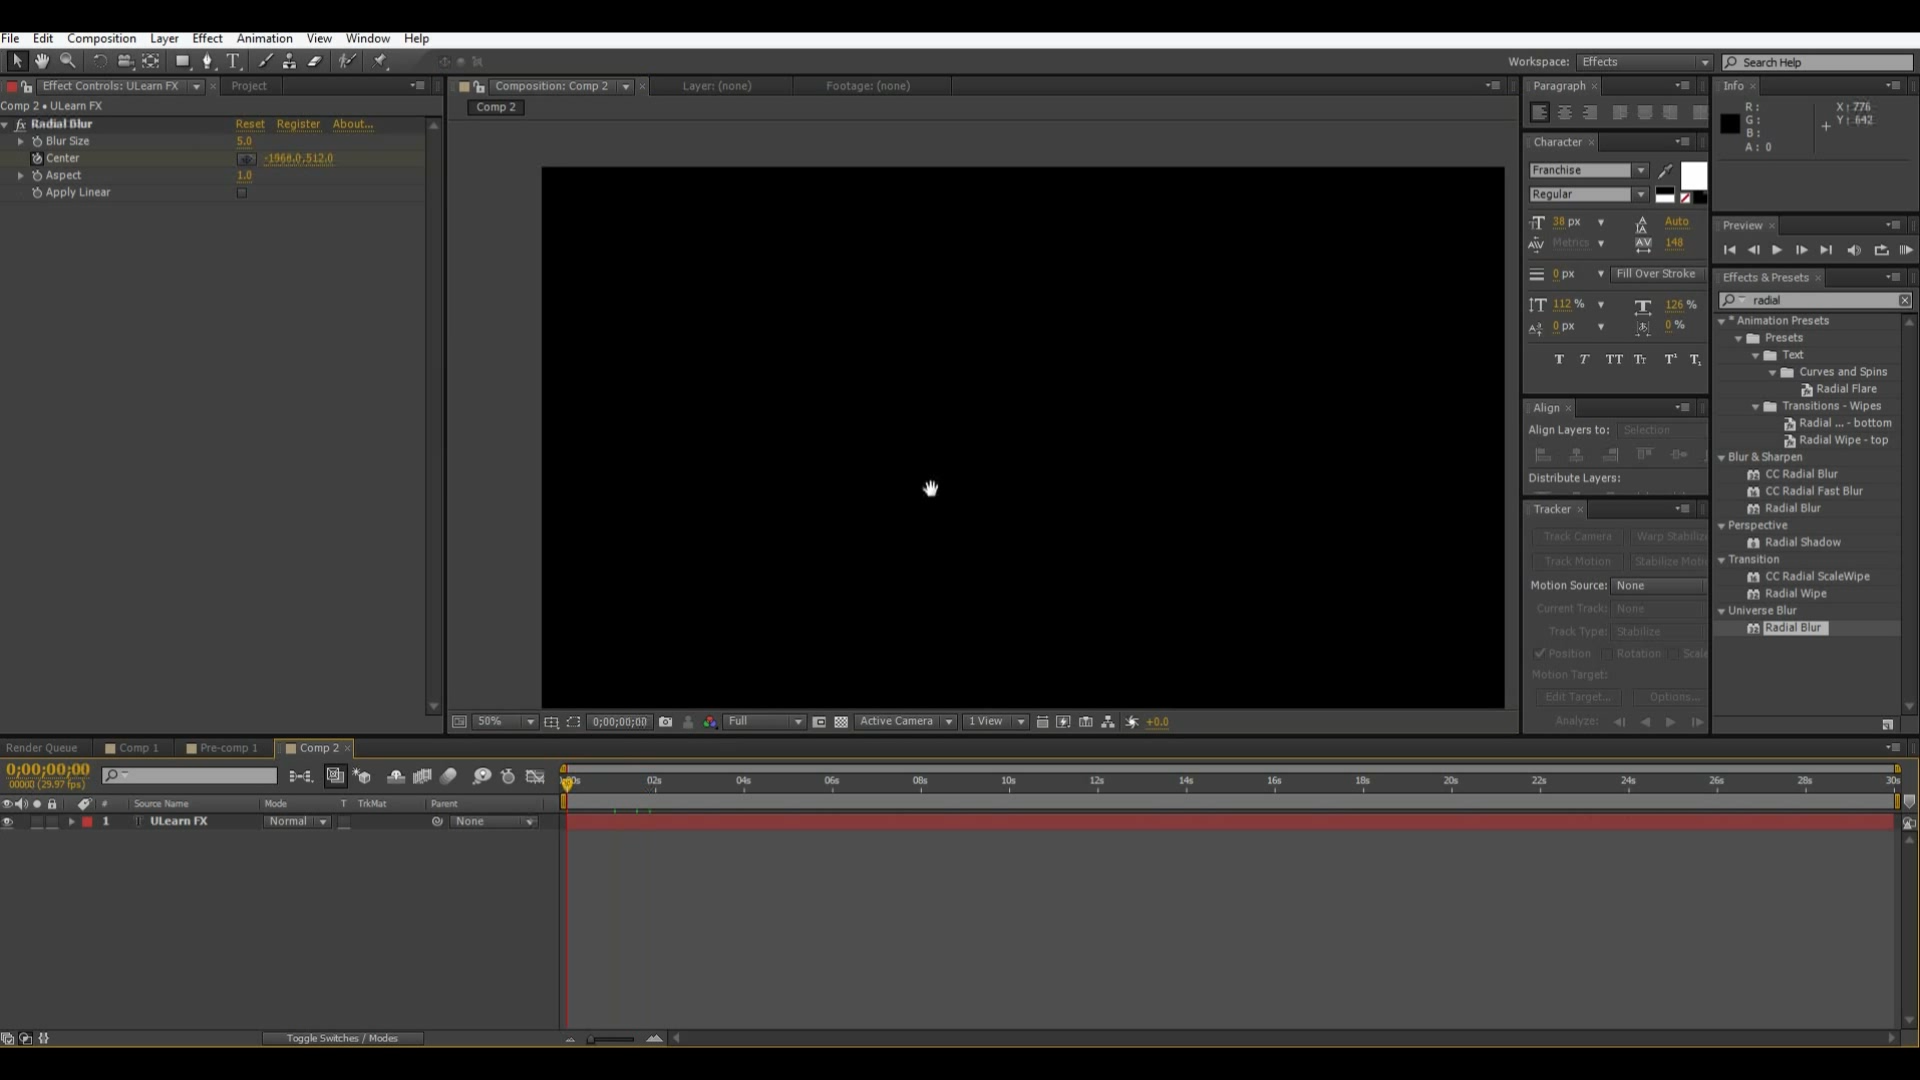 File Edit Composition Layer Effect Animation View Window Help
Workspace: Effects Search Help
Effect Controls: ULearn FX Project
Comp 2 • ULearn FX
fx Radial Blur Reset Register About...
Blur Size 5.0
Center -1968.0,512.0
Aspect 1.0
Apply Linear
Composition: Comp 2 Layer: (none) Footage: (none)
Comp 2
50% 0;00;00;00 Full Active Camera 1 View +0.0
Paragraph
Character
Franchise
Regular
38 px Auto
Metrics 148
0 px Fill Over Stroke
112 % 126 %
0 px 0 %
T T TT Tr T¹ T₁
Align
Align Layers to: Selection
Distribute Layers:
Tracker
Track Camera Warp Stabilize
Track Motion Stabilize Moti
Motion Source: None
Current Track: None
Track Type: Stabilize
Position Rotation Scale
Motion Target:
Edit Target... Options...
Analyze:
Info
R: X: 776
G: Y: 642
B:
A: 0
Preview
Effects & Presets
radial
* Animation Presets
Presets
Text
Curves and Spins
Radial Flare
Transitions - Wipes
Radial ... - bottom
Radial Wipe - top
Blur & Sharpen
CC Radial Blur
CC Radial Fast Blur
Radial Blur
Perspective
Radial Shadow
Transition
CC Radial ScaleWipe
Radial Wipe
Universe Blur
Radial Blur
Render Queue Comp 1 Pre-comp 1 Comp 2
0;00;00;00
00000 (29.97 fps)
02s 04s 06s 08s 10s 12s 14s 16s 18s 20s 22s 24s 26s 28s 30s
# Source Name Mode T TrkMat Parent
1 T ULearn FX Normal None
Toggle Switches / Modes